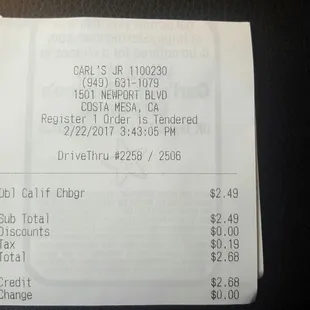 CARL'S JR 1100230
(949) 631-1079
1501 NEWPORT BLVD
COSTA MESA, CA
Register 1 Order is Tendered
2/22/2017 3:43:05 PM
DriveThru #2258 / 2506
Dbl Calif Chbgr $2.49
Sub Total $2.49
Discounts $0.00
Tax $0.19
Total $2.68
Credit $2.68
Change $0.00